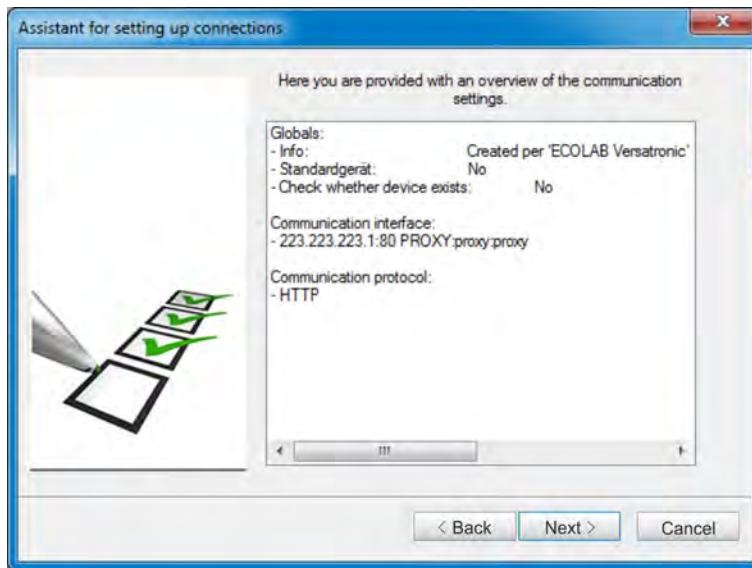 Assistant for setting up connections
Here you are provided with an overview of the communication
settings.
Globals:
- Info: Created per 'ECOLAB Versatronic'
- Standardgerät: No
- Check whether device exists: No
Communication interface:
- 223.223.223.1:80 PROXY:proxy:proxy
Communication protocol:
- HTTP
< Back Next > Cancel